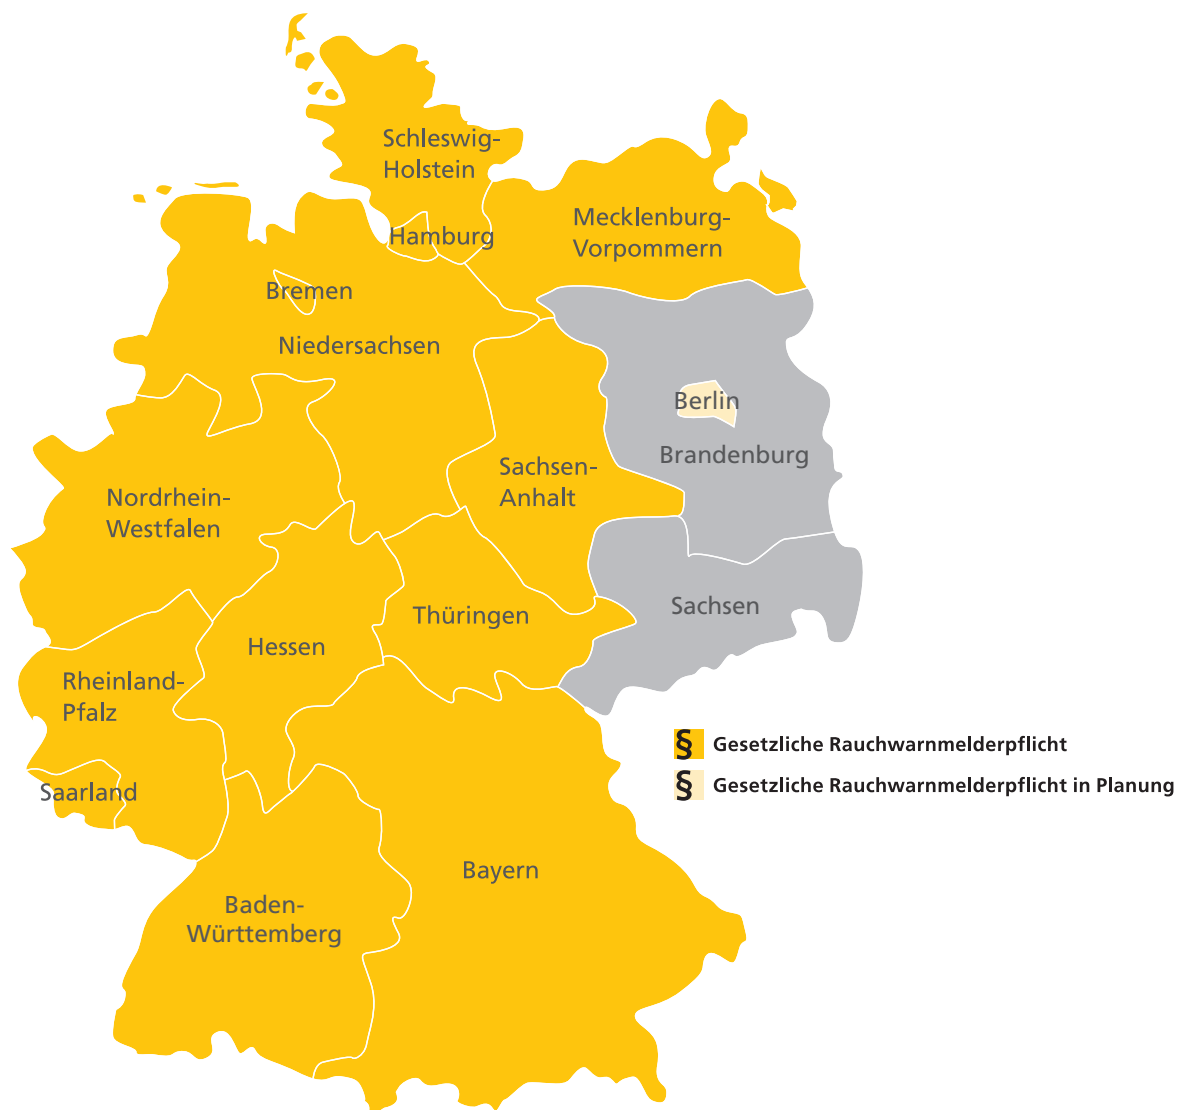 Schleswig-
Holstein
Mecklenburg-
Vorpommern
Hamburg
Bremen
Niedersachsen
Berlin
Brandenburg
Sachsen-
Anhalt
Nordrhein-
Westfalen
Sachsen
Thüringen
Hessen
Rheinland-
Pfalz
§ Gesetzliche Rauchwarnmelderpflicht
§ Gesetzliche Rauchwarnmelderpflicht in Planung
Saarland
Bayern
Baden-
Württemberg